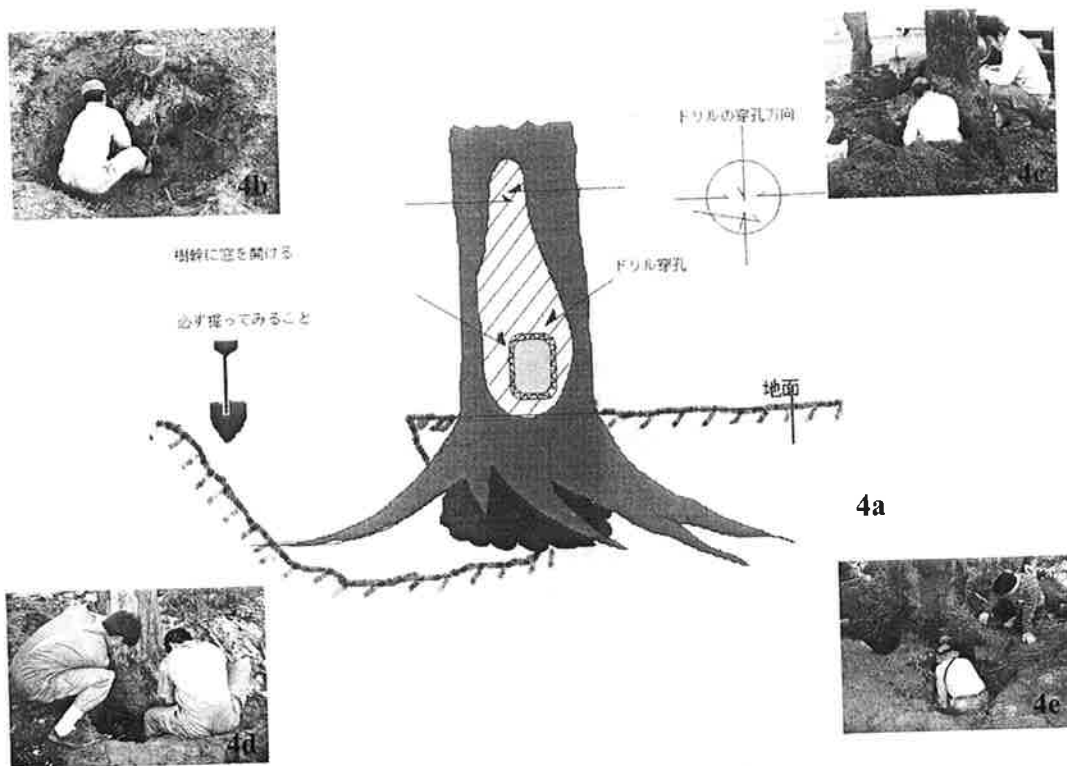 4b
4c
ドリルの穿孔方向
樹幹に窓を開ける
ドリル穿孔
必ず掘ってみること
地面
4a
4d
4e